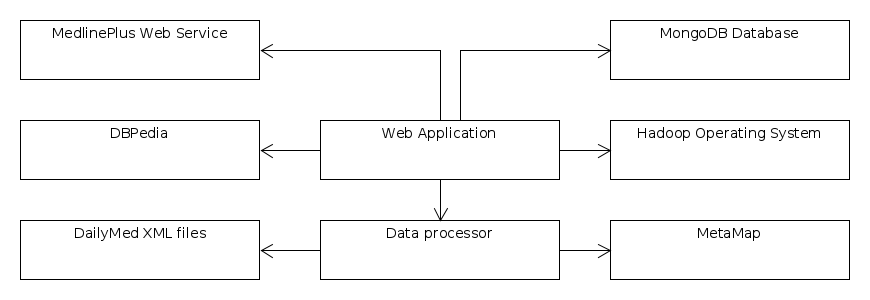 MedlinePlus Web Service
MongoDB Database
DBPedia
Web Application
Hadoop Operating System
DailyMed XML files
Data processor
MetaMap